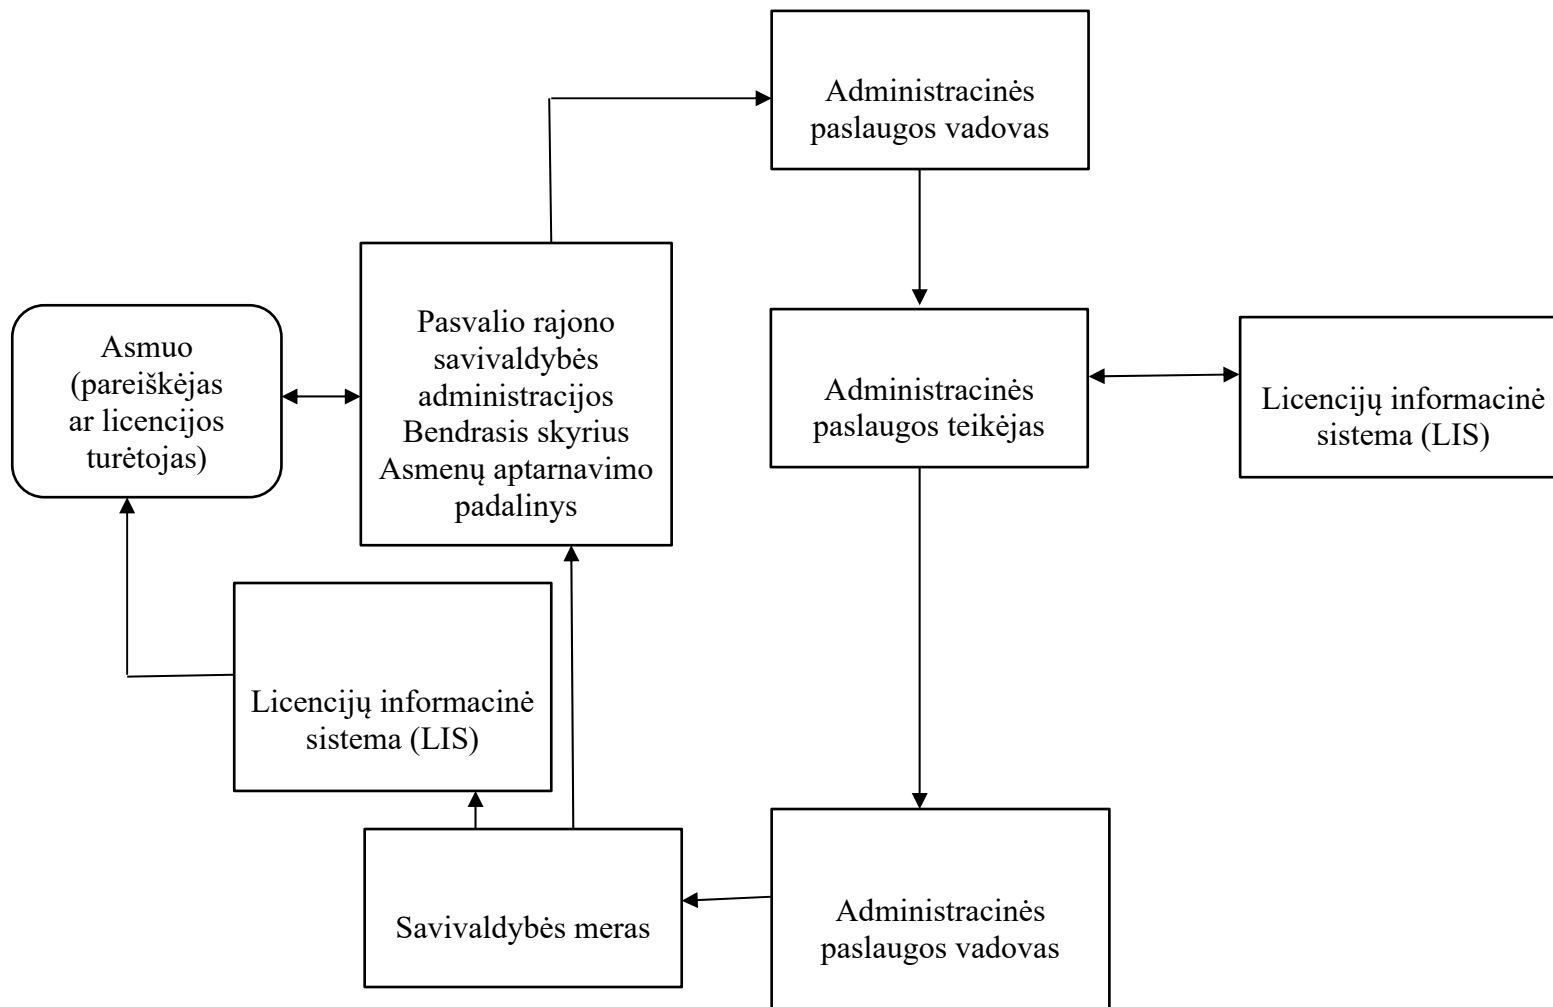 Administracinės
paslaugos vadovas
Asmuo
(pareiškėjas
ar licencijos
turėtojas)
Pasvalio rajono
savivaldybės
administracijos
Bendrasis skyrius
Asmenų aptarnavimo
padalinys
Administracinės
paslaugos teikėjas
Licencijų informacinė
sistema (LIS)
Licencijų informacinė
sistema (LIS)
Savivaldybės meras
Administracinės
paslaugos vadovas